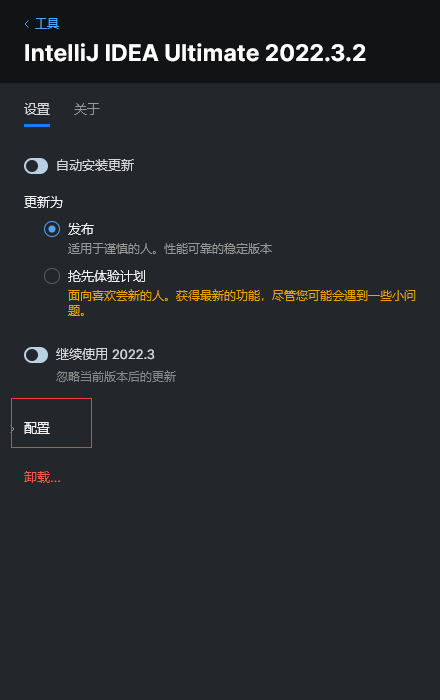 工具
IntelliJ IDEA Ultimate 2022.3.2
设置 关于
自动安装更新
更新为
发布
适用于谨慎的人。性能可靠的稳定版本
抢先体验计划
面向喜欢尝新的人。获得最新的功能，尽管您可能会遇到一些小问
题。
继续使用 2022.3
忽略当前版本后的更新
配置
卸载...